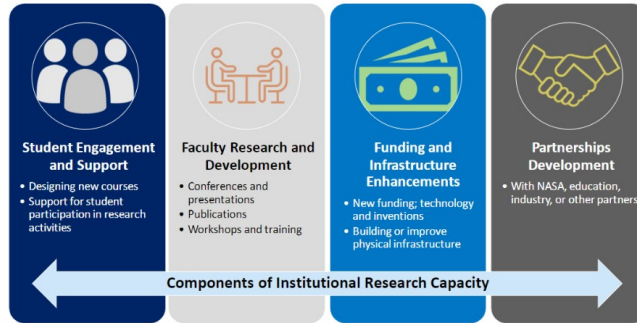 Student Engagement
and Support
• Designing new courses
• Support for student
participation in research
activities
Faculty Research and
Development
• Conferences and
presentations
• Publications
• Workshops and training
Funding and
Infrastructure
Enhancements
• New funding; technology
and inventions
• Building or improve
physical infrastructure
Partnerships
Development
• With NASA, education,
industry, or other partners
Components of Institutional Research Capacity